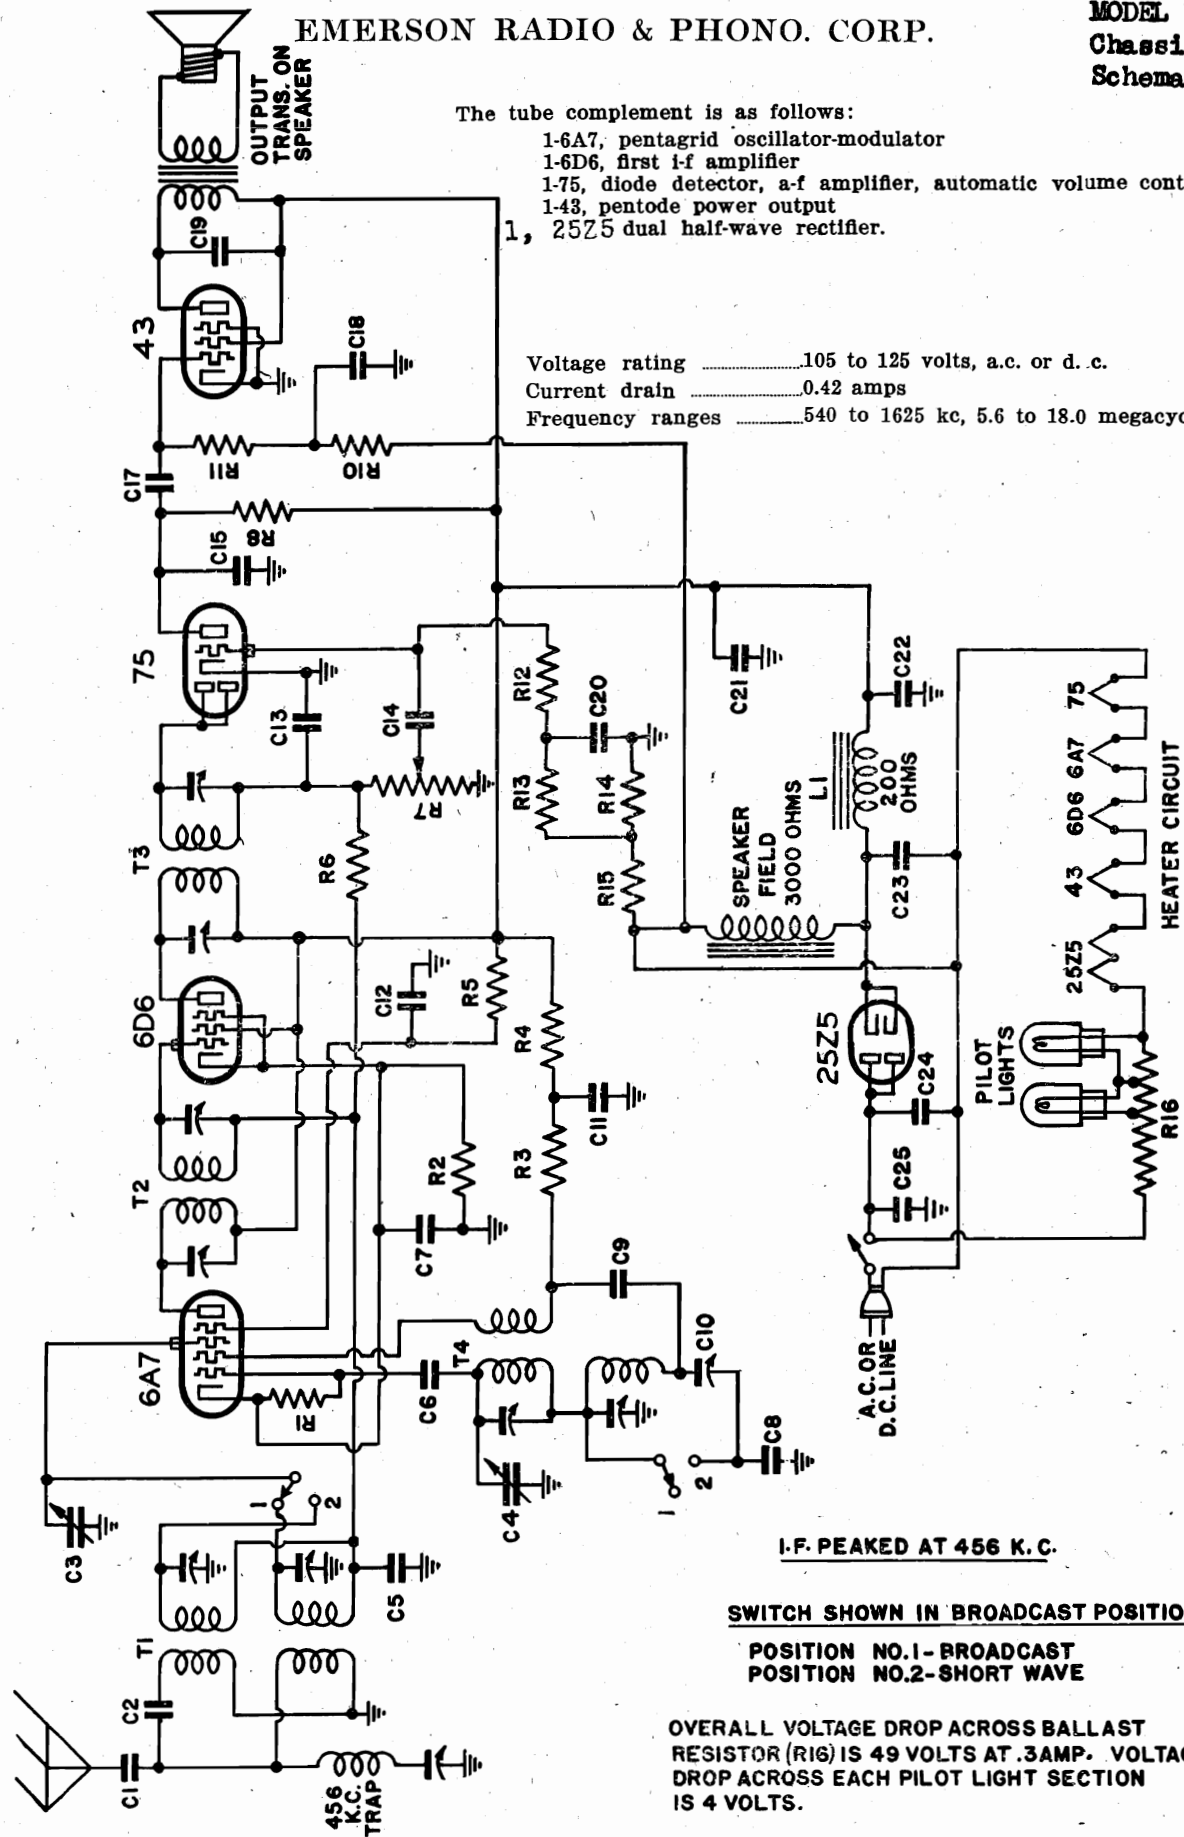 EMERSON RADIO & PHONO. CORP.
MODEL
Chassi
Schema
The tube complement is as follows:
1-6A7, pentagrid oscillator-modulator
1-6D6, first i-f amplifier
1-75, diode detector, a-f amplifier, automatic volume cont
1-43, pentode power output
1, 25Z5 dual half-wave rectifier.
Voltage rating ........................105 to 125 volts, a.c. or d. c.
Current drain ...........................0.42 amps
Frequency ranges ................540 to 1625 kc, 5.6 to 18.0 megacyc
OUTPUT
TRANS. ON
SPEAKER
C19
43
C18
R11
R10
C17
R8
C15
75
C13
C14
R7
R12
C20
R13
R14
R15
C21
C22
SPEAKER
FIELD
3000 OHMS
L1
200
OHMS
C23
T3
R6
6D6
C12
R5
R4
C11
R3
R2
C7
T2
6A7
R1
C6
T4
C9
C10
C8
C4
1
2
1
2
C3
C5
T1
C2
C1
456
K.C.
TRAP
25Z5
C24
C25
A.C. OR
D.C. LINE
PILOT
LIGHTS
R16
75
6A7
6D6
43
25Z5
HEATER CIRCUIT
I.F. PEAKED AT 456 K.C.
SWITCH SHOWN IN BROADCAST POSITIO
POSITION NO.1-BROADCAST
POSITION NO.2-SHORT WAVE
OVERALL VOLTAGE DROP ACROSS BALLAST
RESISTOR (R16) IS 49 VOLTS AT .3AMP. VOLTAG
DROP ACROSS EACH PILOT LIGHT SECTION
IS 4 VOLTS.